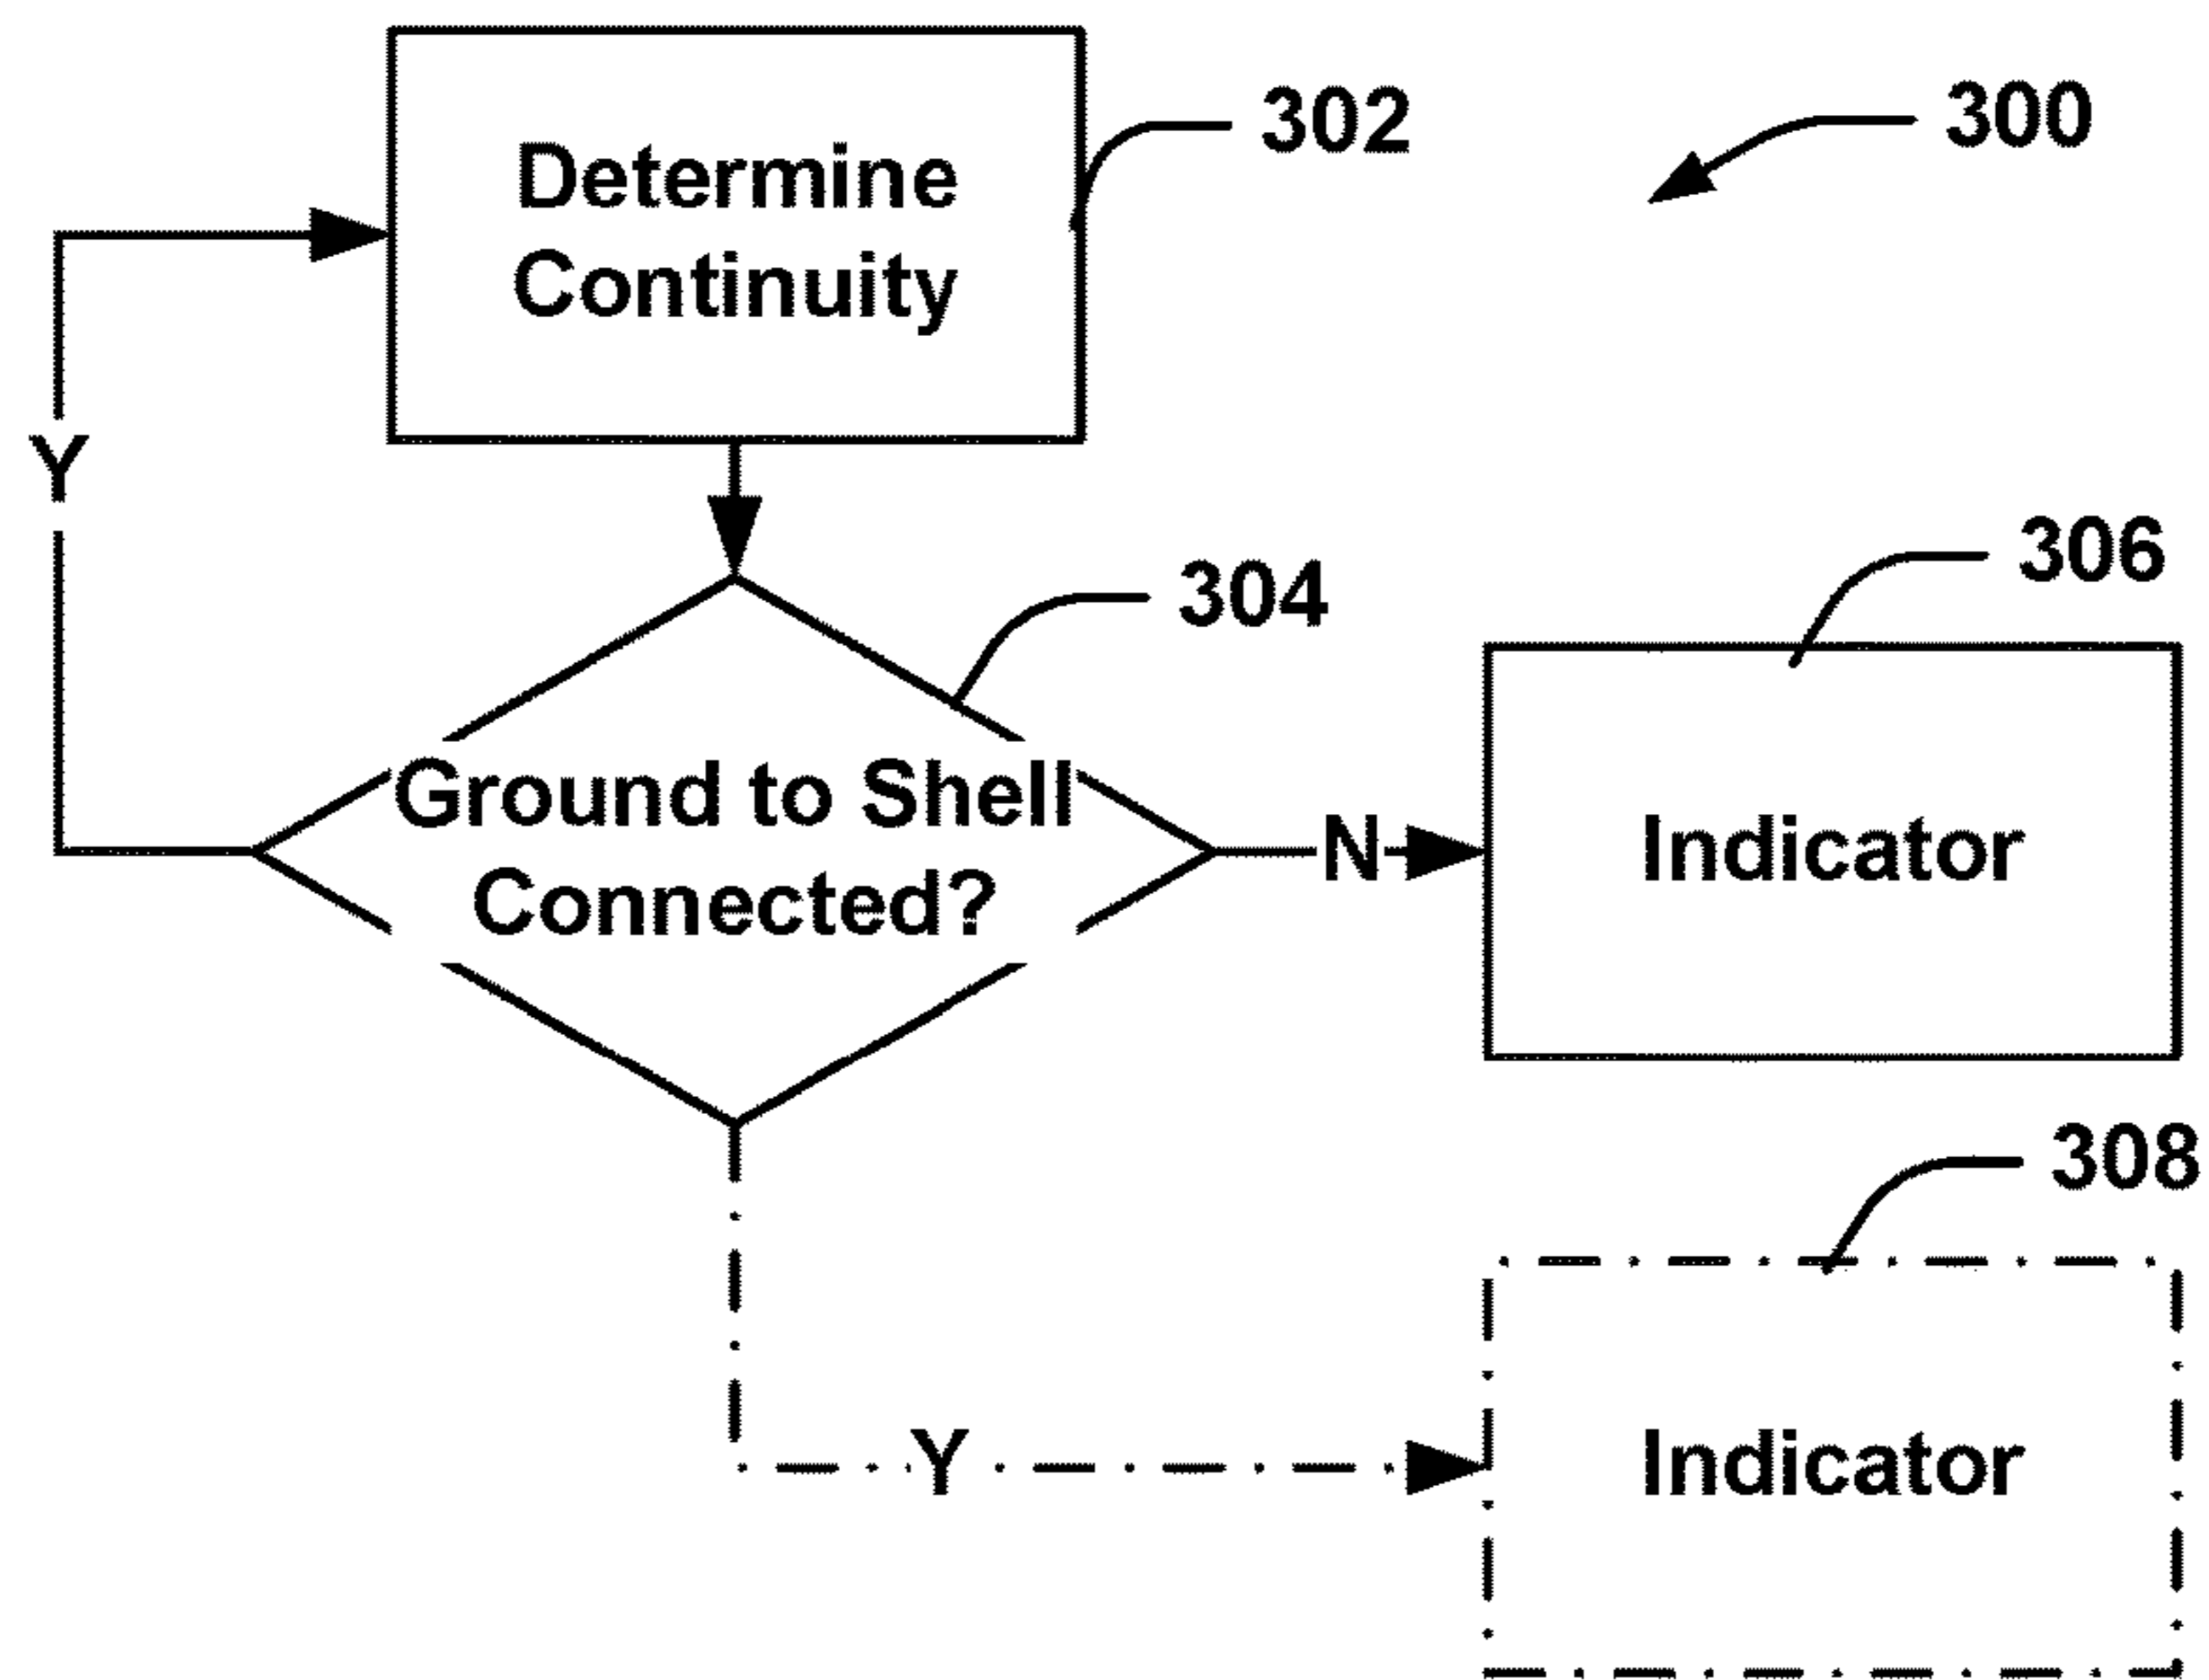 Determine
Continuity
302
300
Y
304
306
Ground to Shell
Connected?
N
Indicator
308
Y
Indicator